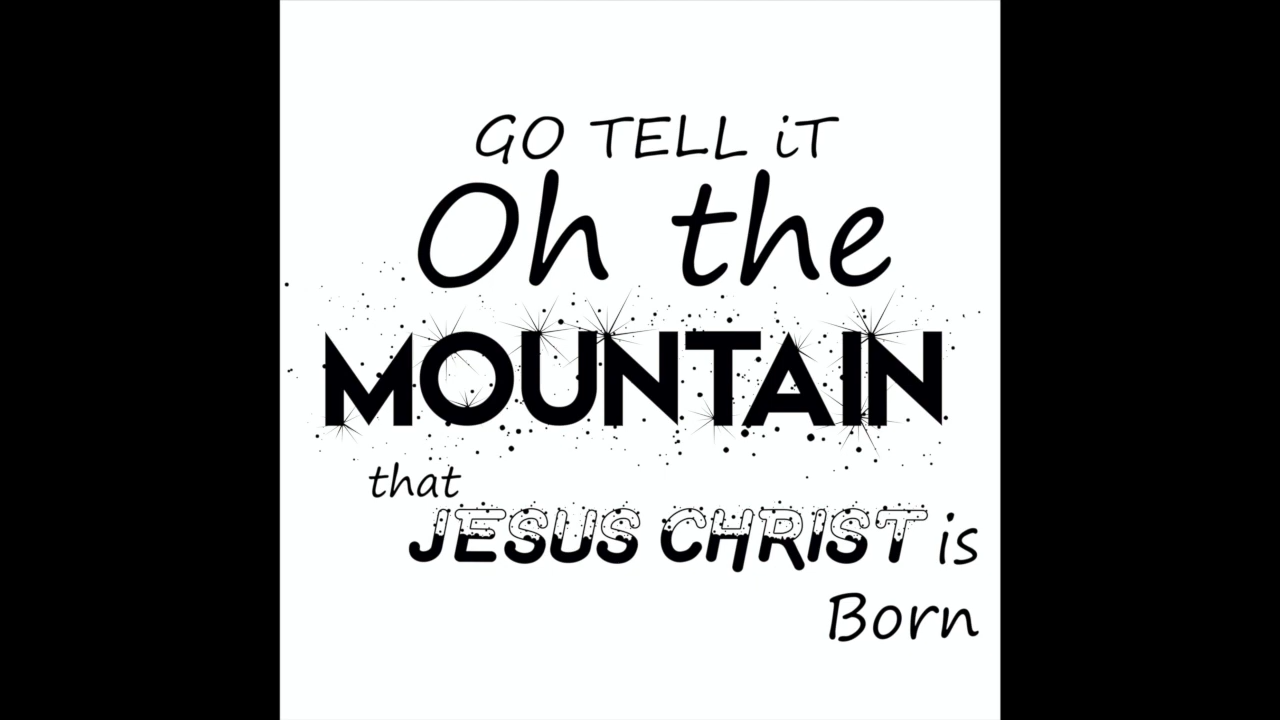 GO TELL iT
Oh the
MOUNTAIN
that
JESUS CHRIST is
Born